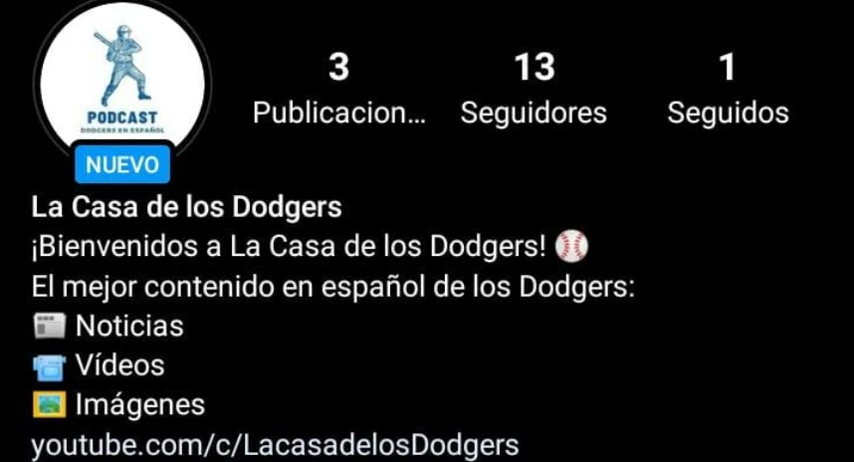 PODCAST
DODGERS EN ESPAÑOL
NUEVO
3 13 1
Publicacion... Seguidores Seguidos
La Casa de los Dodgers
¡Bienvenidos a La Casa de los Dodgers! ⚾
El mejor contenido en español de los Dodgers:
📰 Noticias
📹 Vídeos
🖼️ Imágenes
youtube.com/c/LacasadelosDodgers